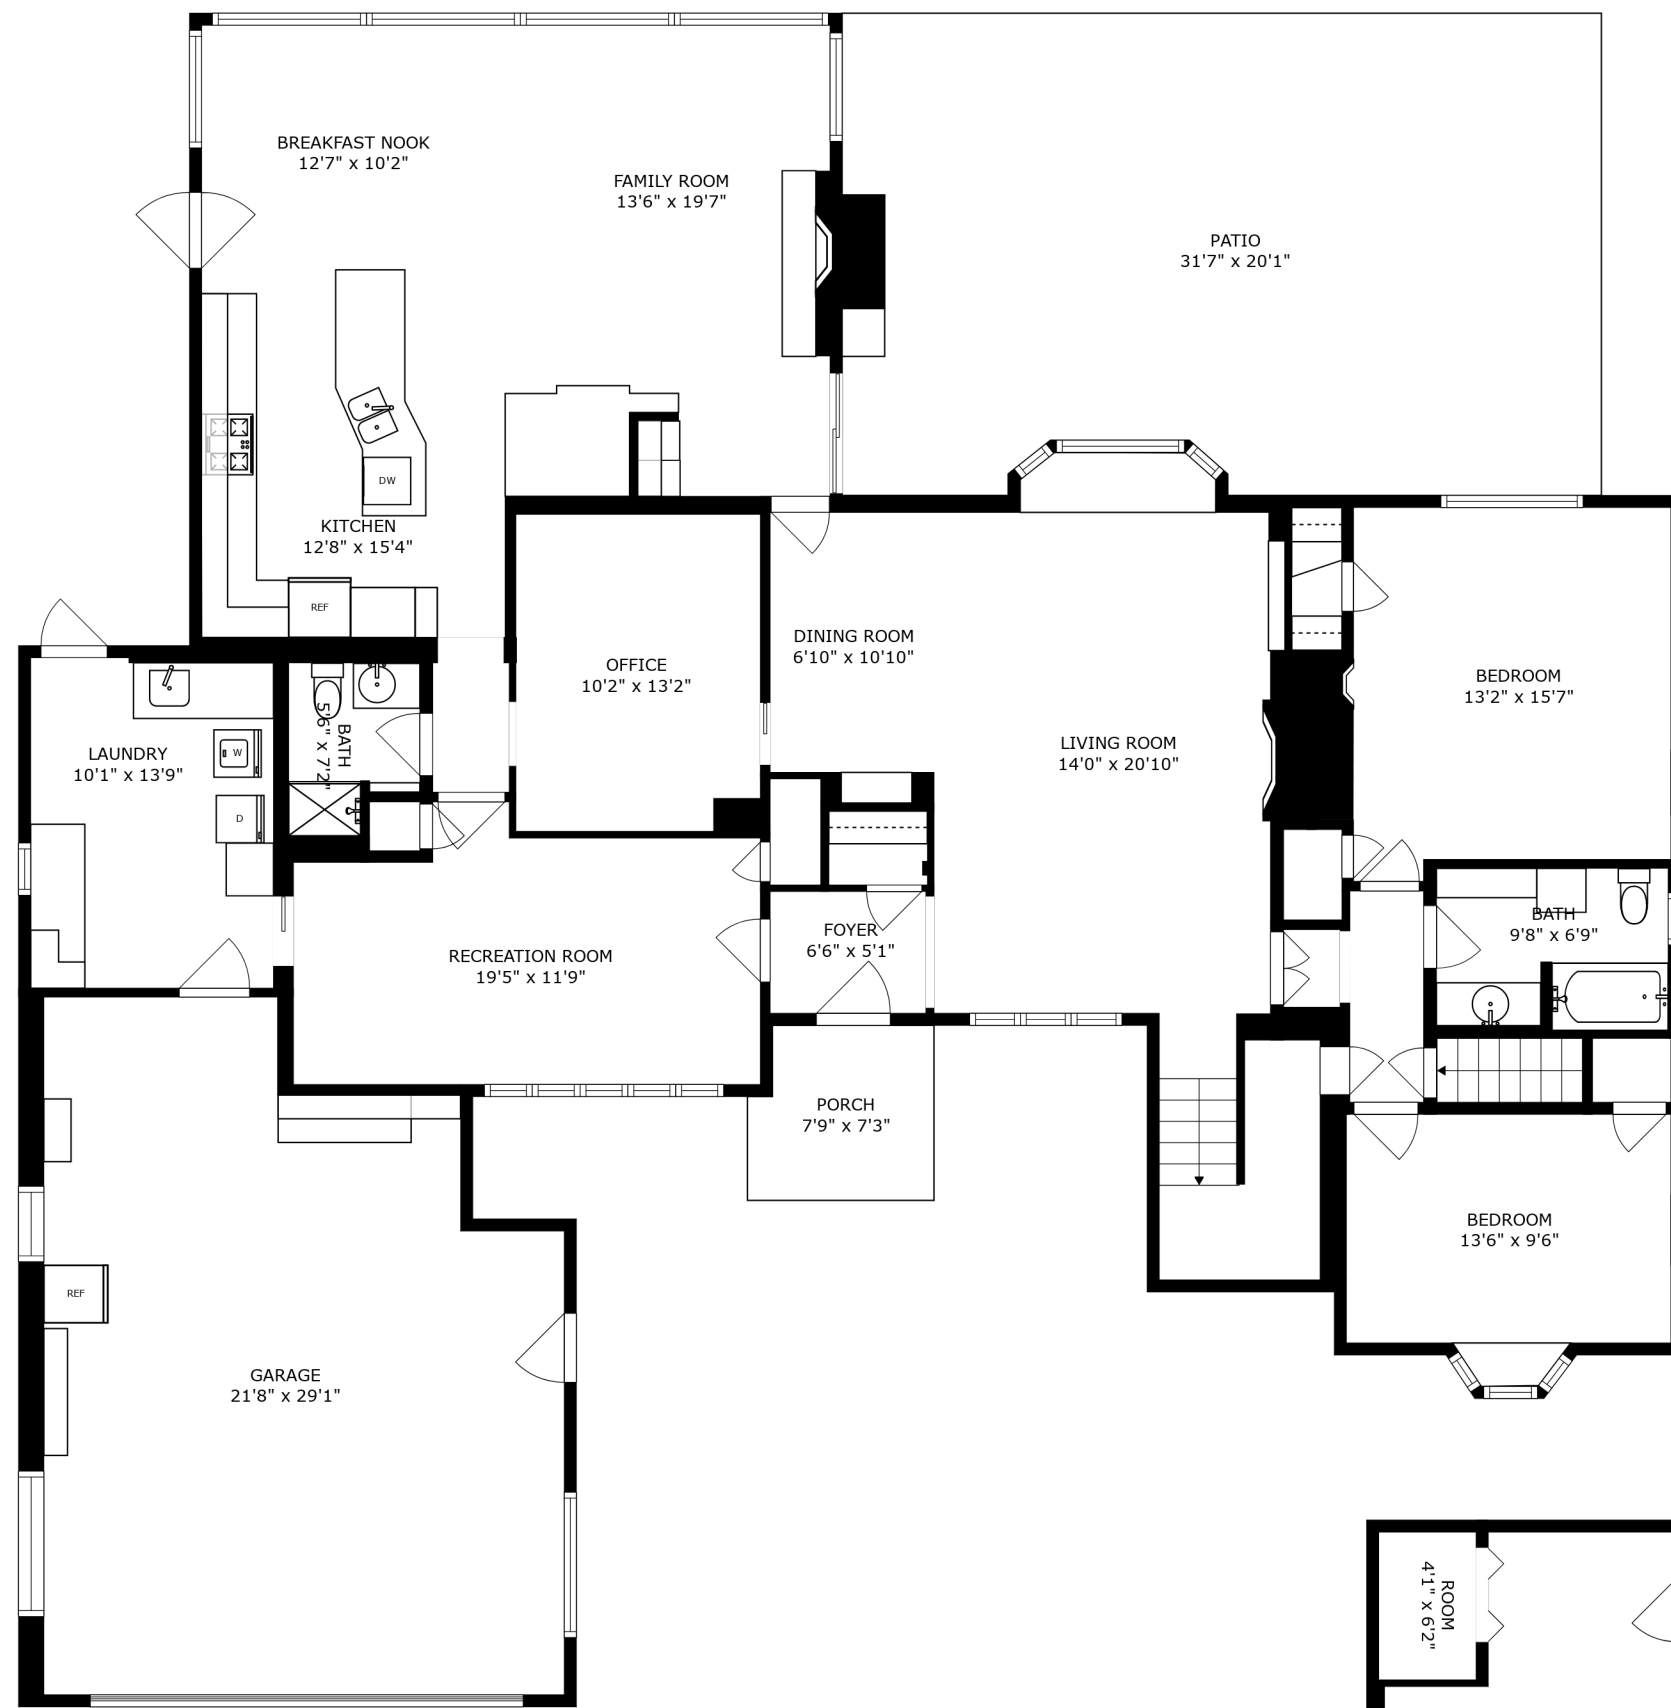 BREAKFAST NOOK
12'7" x 10'2"
FAMILY ROOM
13'6" x 19'7"
PATIO
31'7" x 20'1"
DW
KITCHEN
12'8" x 15'4"
REF
DINING ROOM
6'10" x 10'10"
OFFICE
10'2" x 13'2"
BEDROOM
13'2" x 15'7"
BATH
5'6" x 7'2"
LAUNDRY
10'1" x 13'9"
W
D
LIVING ROOM
14'0" x 20'10"
FOYER
6'6" x 5'1"
BATH
9'8" x 6'9"
RECREATION ROOM
19'5" x 11'9"
PORCH
7'9" x 7'3"
BEDROOM
13'6" x 9'6"
REF
GARAGE
21'8" x 29'1"
ROOM
4'1" x 6'2"